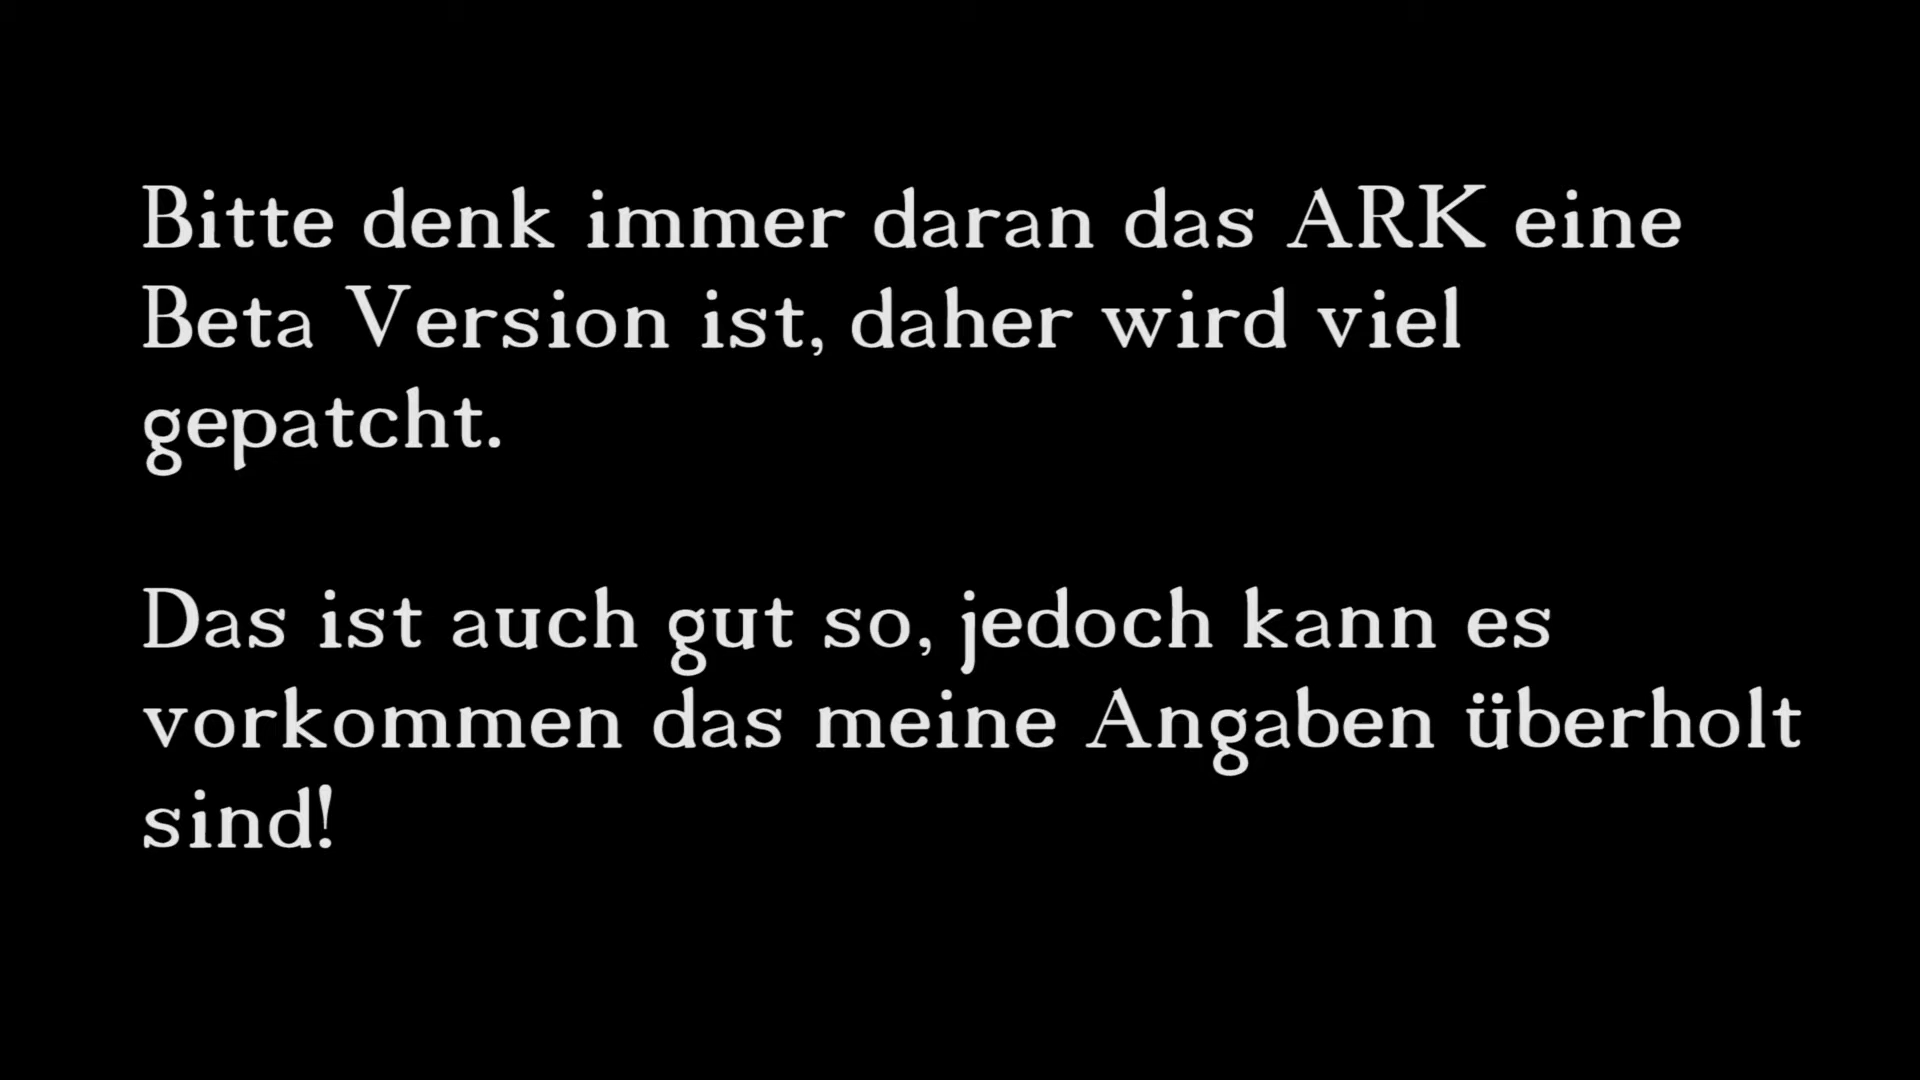 Bitte denk immer daran das ARK eine
Beta Version ist, daher wird viel
gepatcht.
Das ist auch gut so, jedoch kann es
vorkommen das meine Angaben überholt
sind!